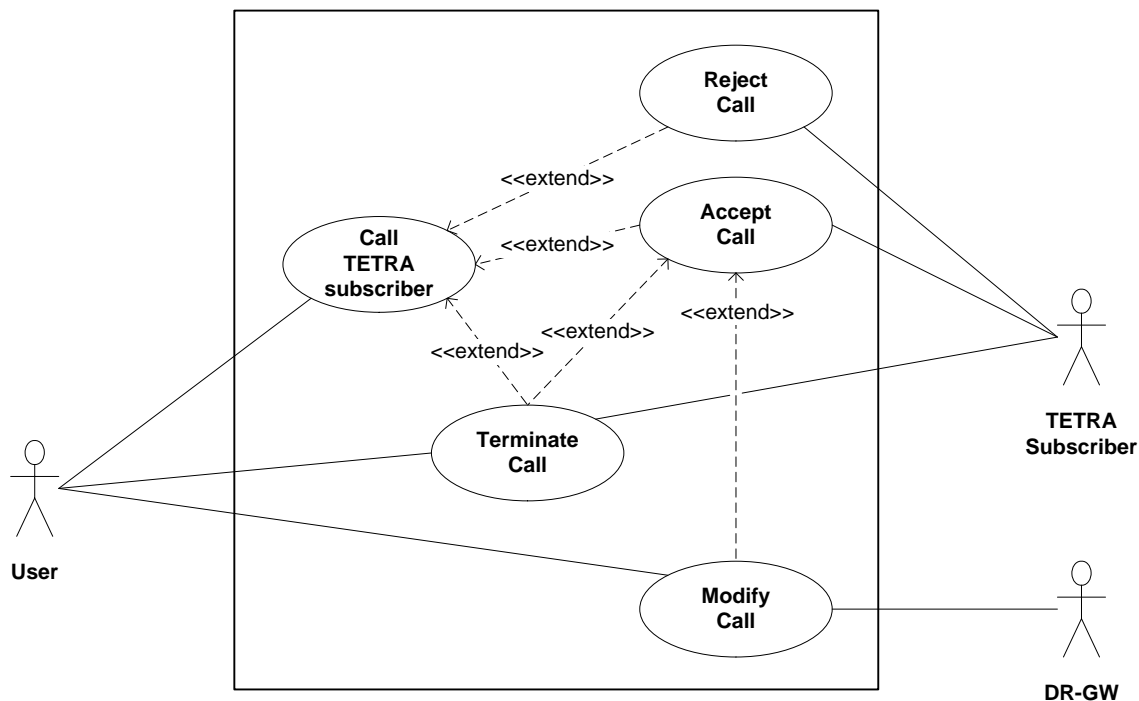 Reject
Call
<<extend>>
Accept
Call
Call
TETRA
subscriber
<<extend>>
<<extend>>
<<extend>>
<<extend>>
TETRA
Subscriber
Terminate
Call
User
Modify
Call
DR-GW